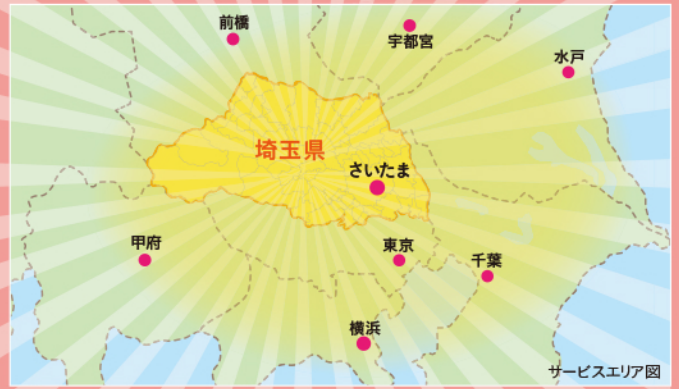 前橋
宇都宮
水戸
埼玉県
さいたま
甲府
東京
千葉
横浜
サービスエリア図